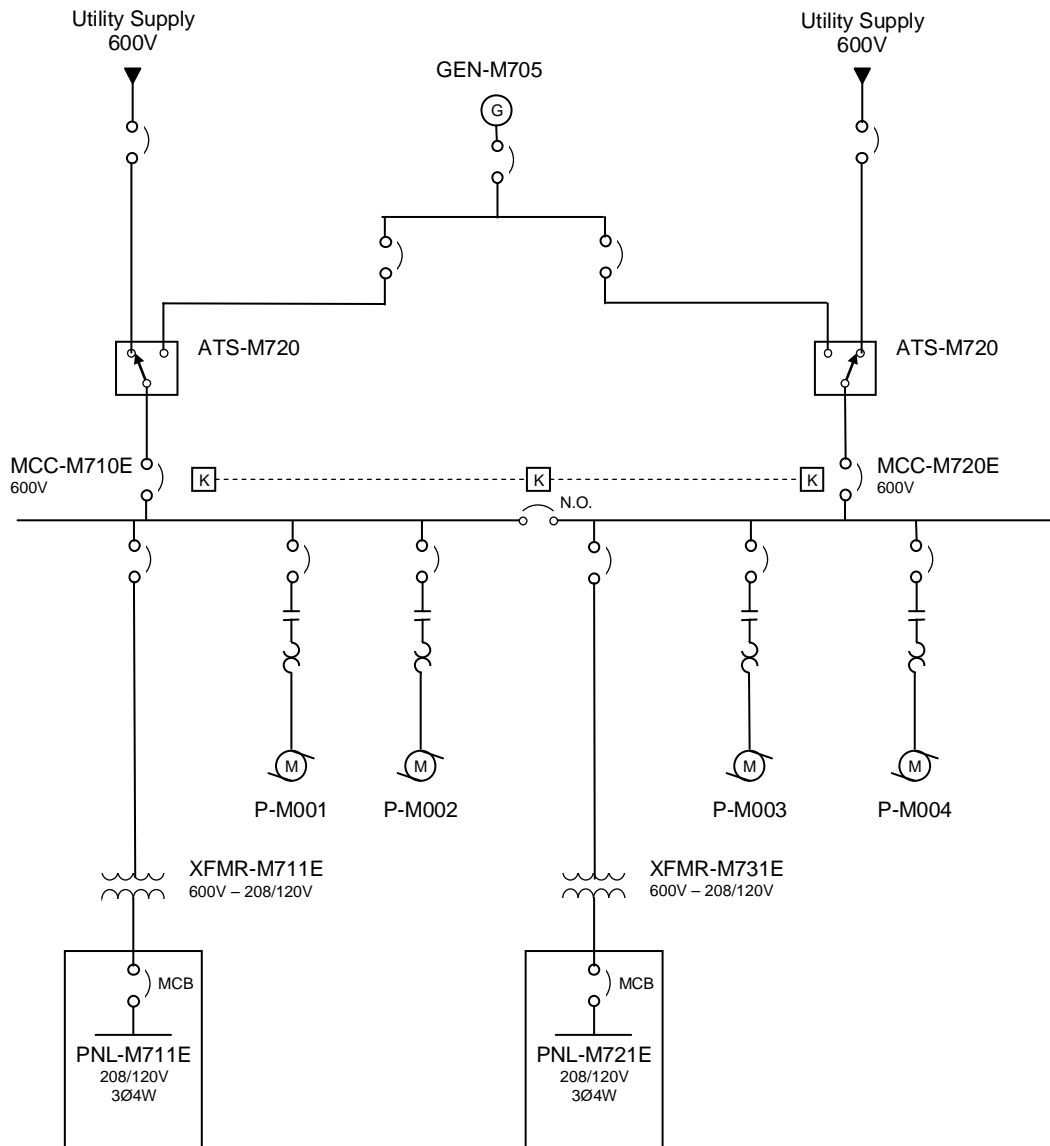 Utility Supply
600V
Utility Supply
600V
GEN-M705
G
ATS-M720
ATS-M720
MCC-M710E
600V
K
K
K
MCC-M720E
600V
N.O.
M
M
M
M
P-M001
P-M002
P-M003
P-M004
XFMR-M711E
600V – 208/120V
XFMR-M731E
600V – 208/120V
MCB
MCB
PNL-M711E
208/120V
3Ø4W
PNL-M721E
208/120V
3Ø4W